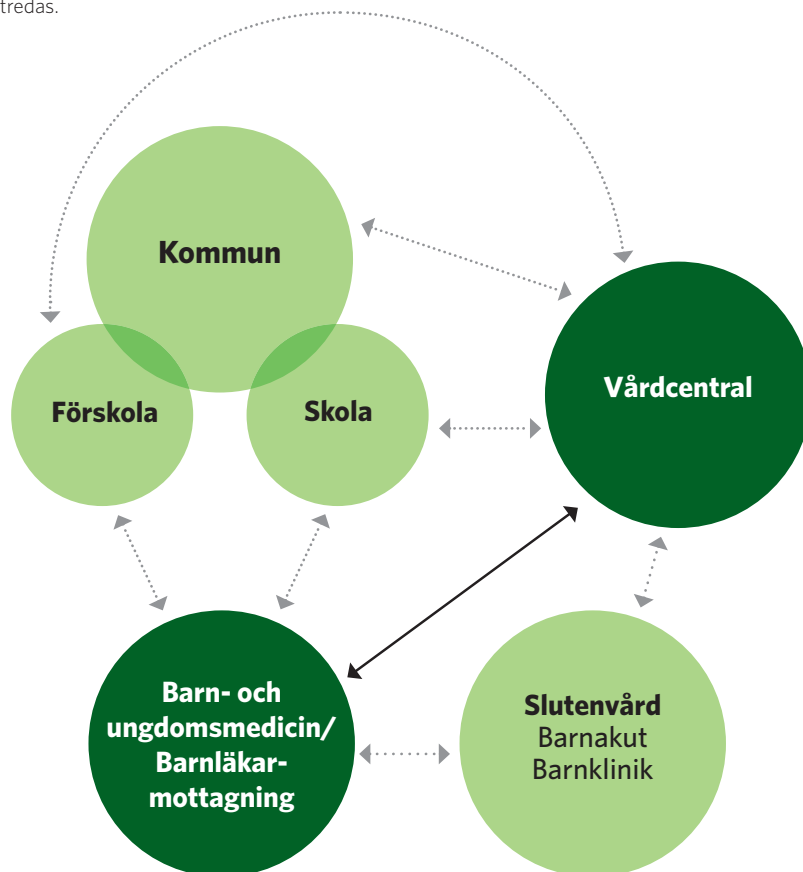 tredas.
Kommun
Vårdcentral
Förskola
Skola
Barn- och
ungdomsmedicin/
Barnläkar-
mottagning
Slutenvård
Barnakut
Barnklinik